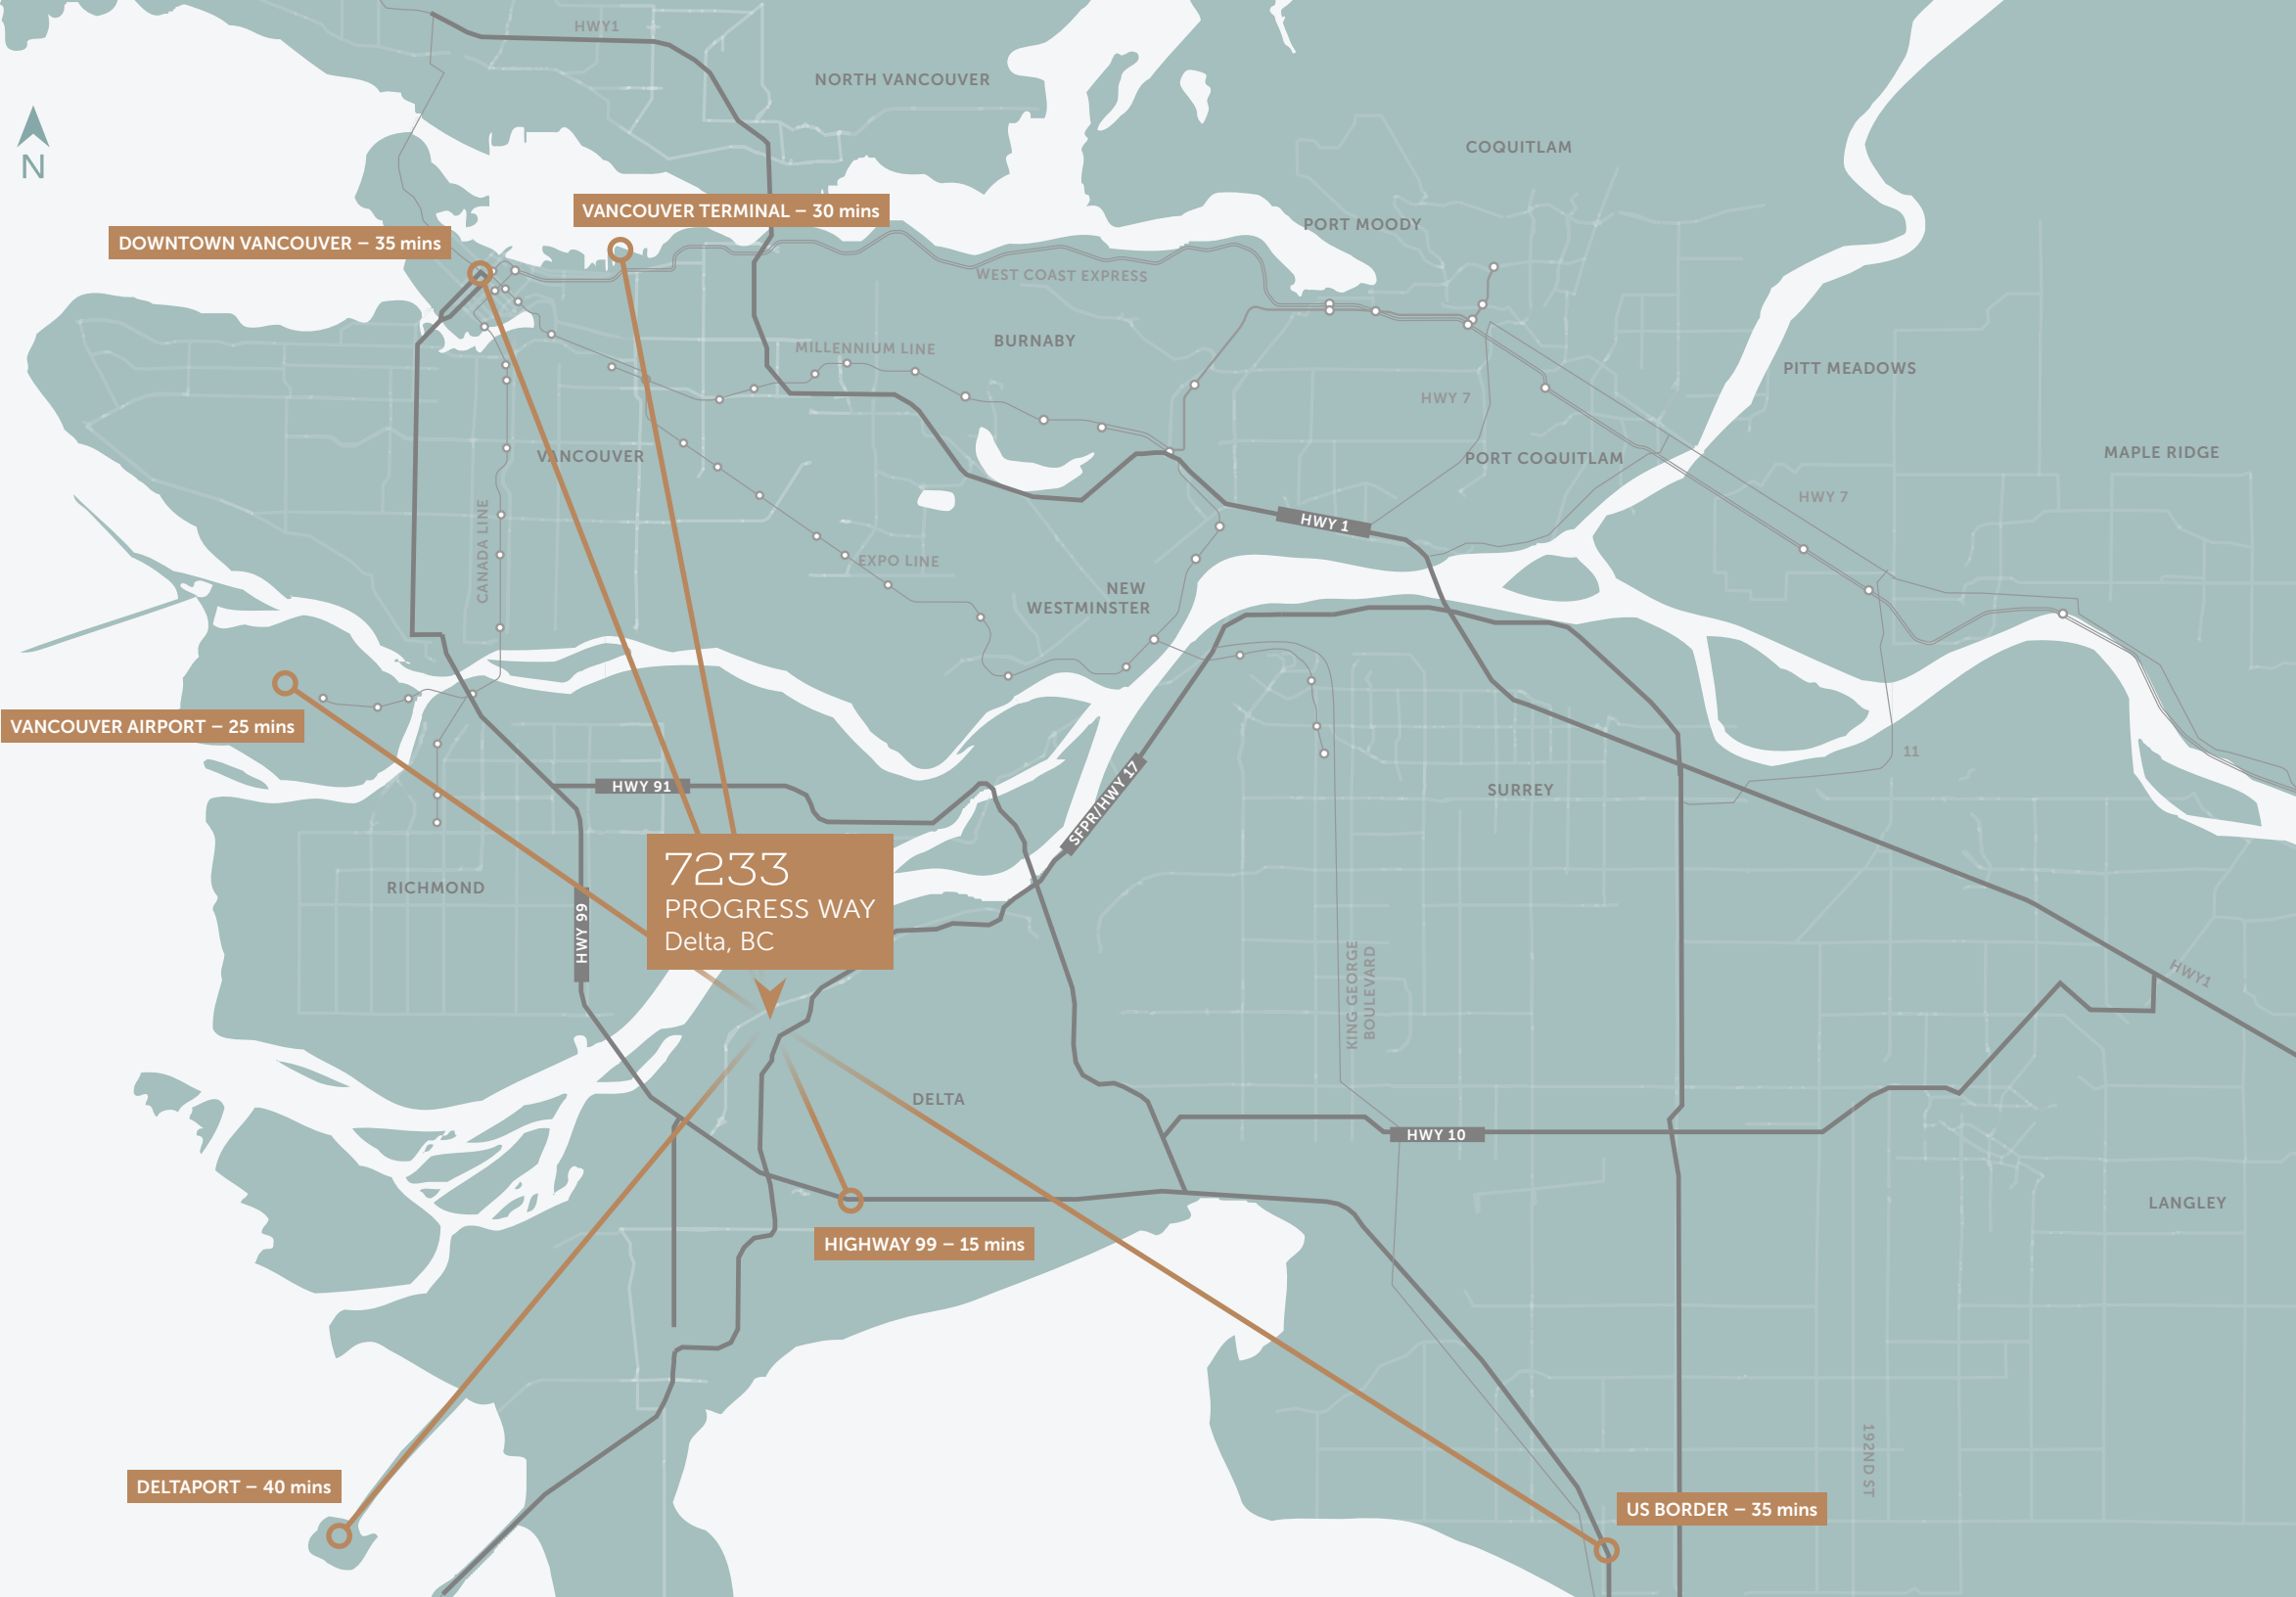 HWY1
NORTH VANCOUVER
COQUITLAM
N
VANCOUVER TERMINAL – 30 mins
PORT MOODY
DOWNTOWN VANCOUVER – 35 mins
WEST COAST EXPRESS
BURNABY
MILLENNIUM LINE
PITT MEADOWS
HWY 7
VANCOUVER
PORT COQUITLAM
MAPLE RIDGE
HWY 7
HWY 1
CANADA LINE
EXPO LINE
NEW
WESTMINSTER
VANCOUVER AIRPORT – 25 mins
11
HWY 91
SFPR/HWY 17
SURREY
7233
PROGRESS WAY
Delta, BC
RICHMOND
HWY 99
KING GEORGE
BOULEVARD
HWY1
DELTA
HWY 10
LANGLEY
HIGHWAY 99 – 15 mins
192ND ST
DELTAPORT – 40 mins
US BORDER – 35 mins